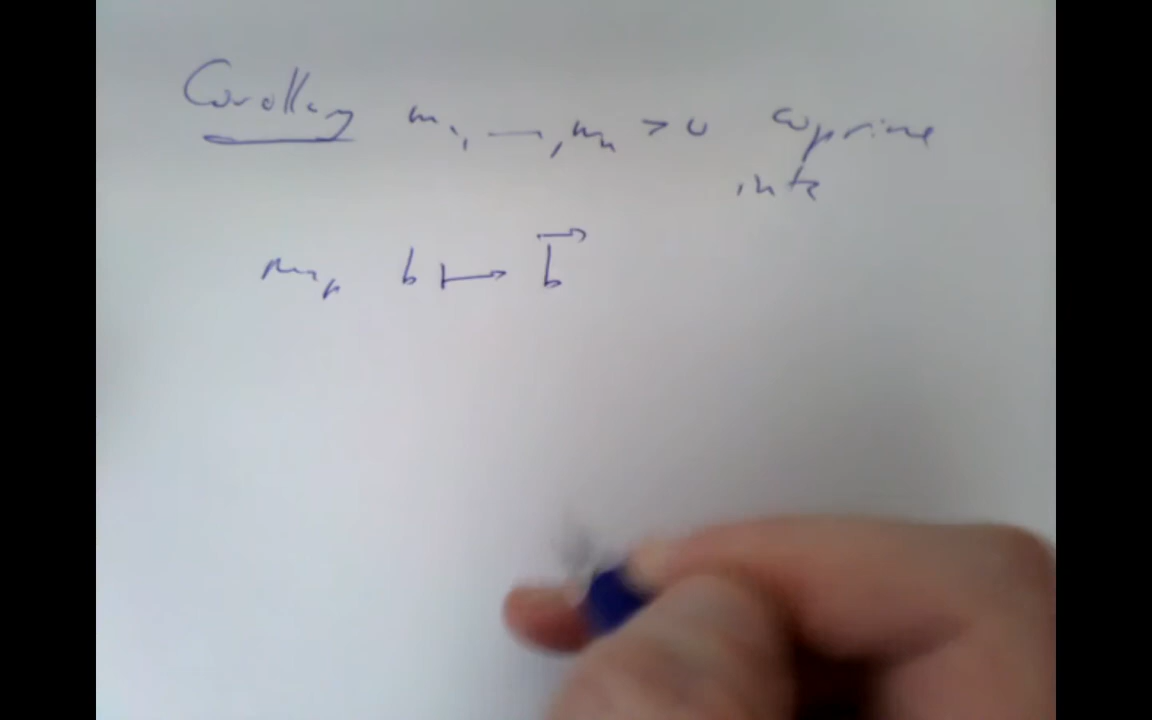 Corollary m₁, —, mₙ > 0 coprime
ints
map b ↦ b⃗